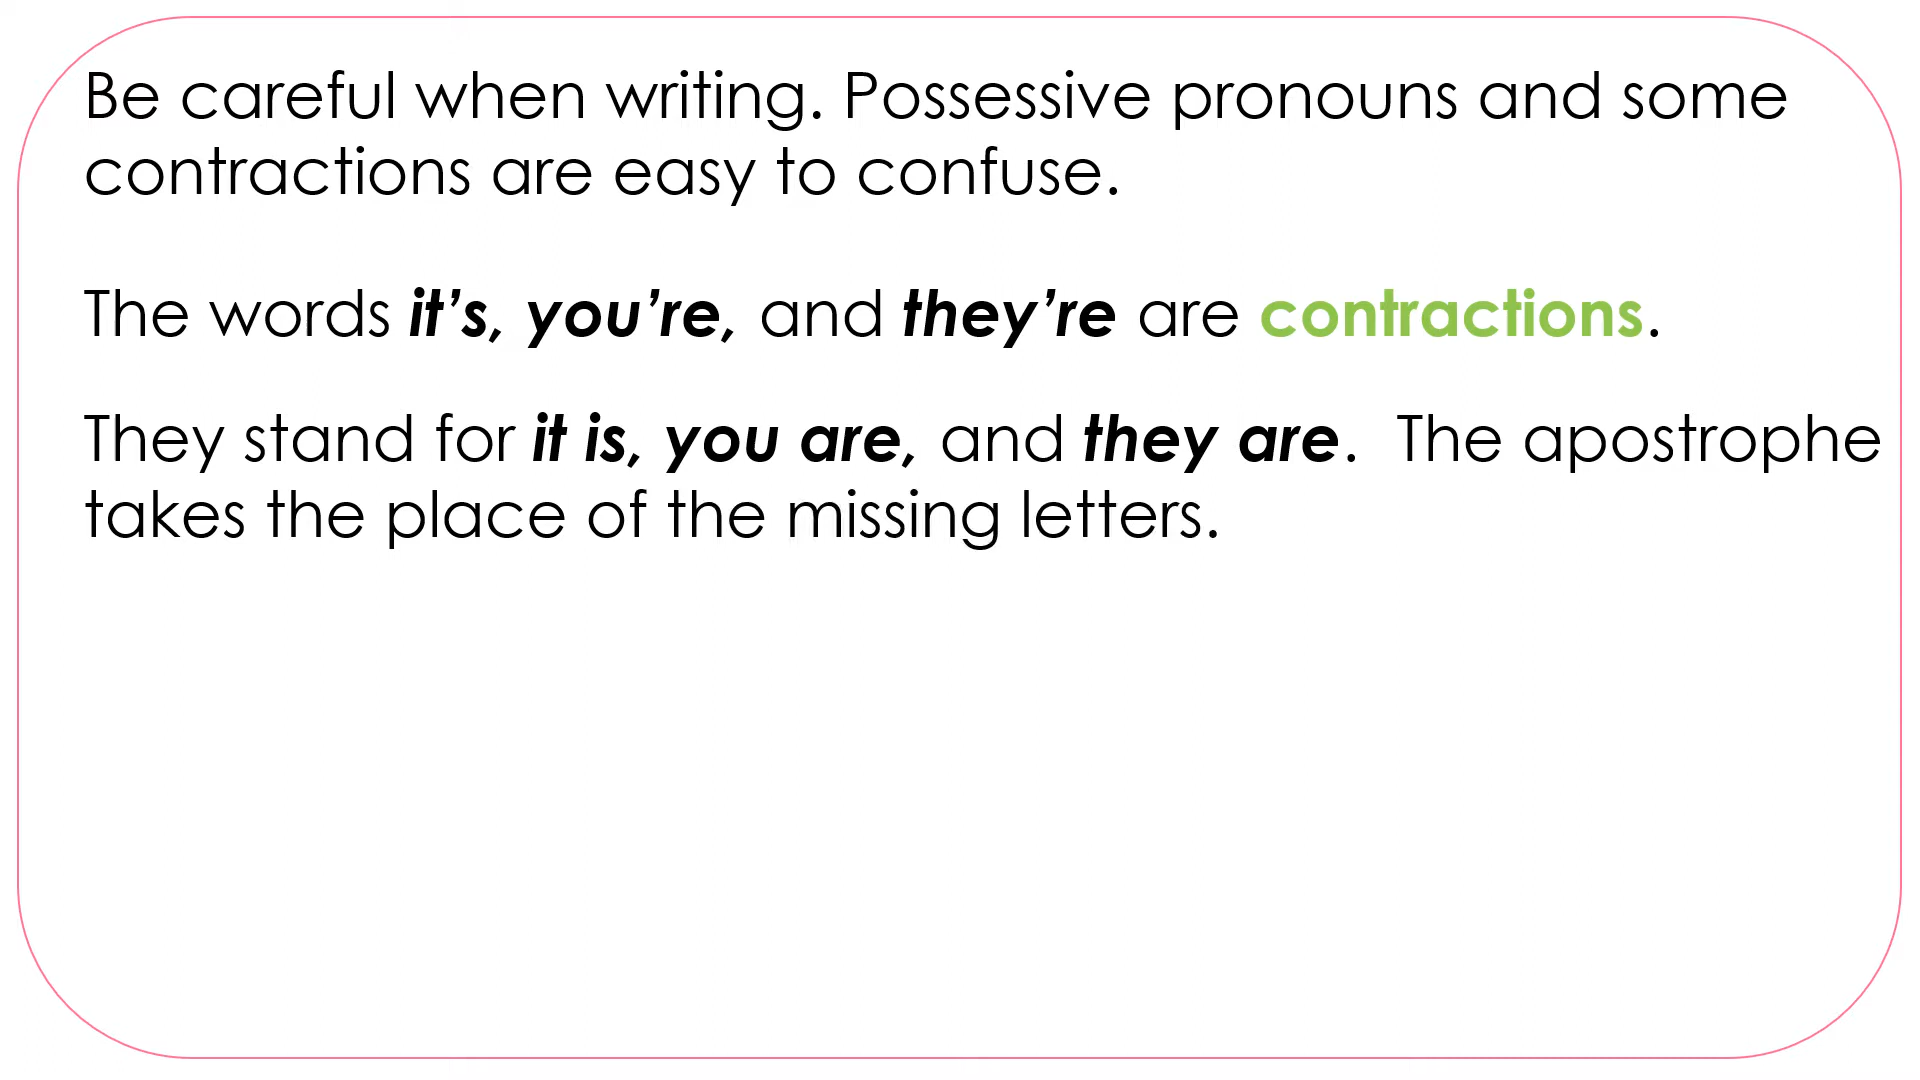 Be careful when writing. Possessive pronouns and some
contractions are easy to confuse.
The words it’s, you’re, and they’re are contractions.
They stand for it is, you are, and they are.  The apostrophe
takes the place of the missing letters.